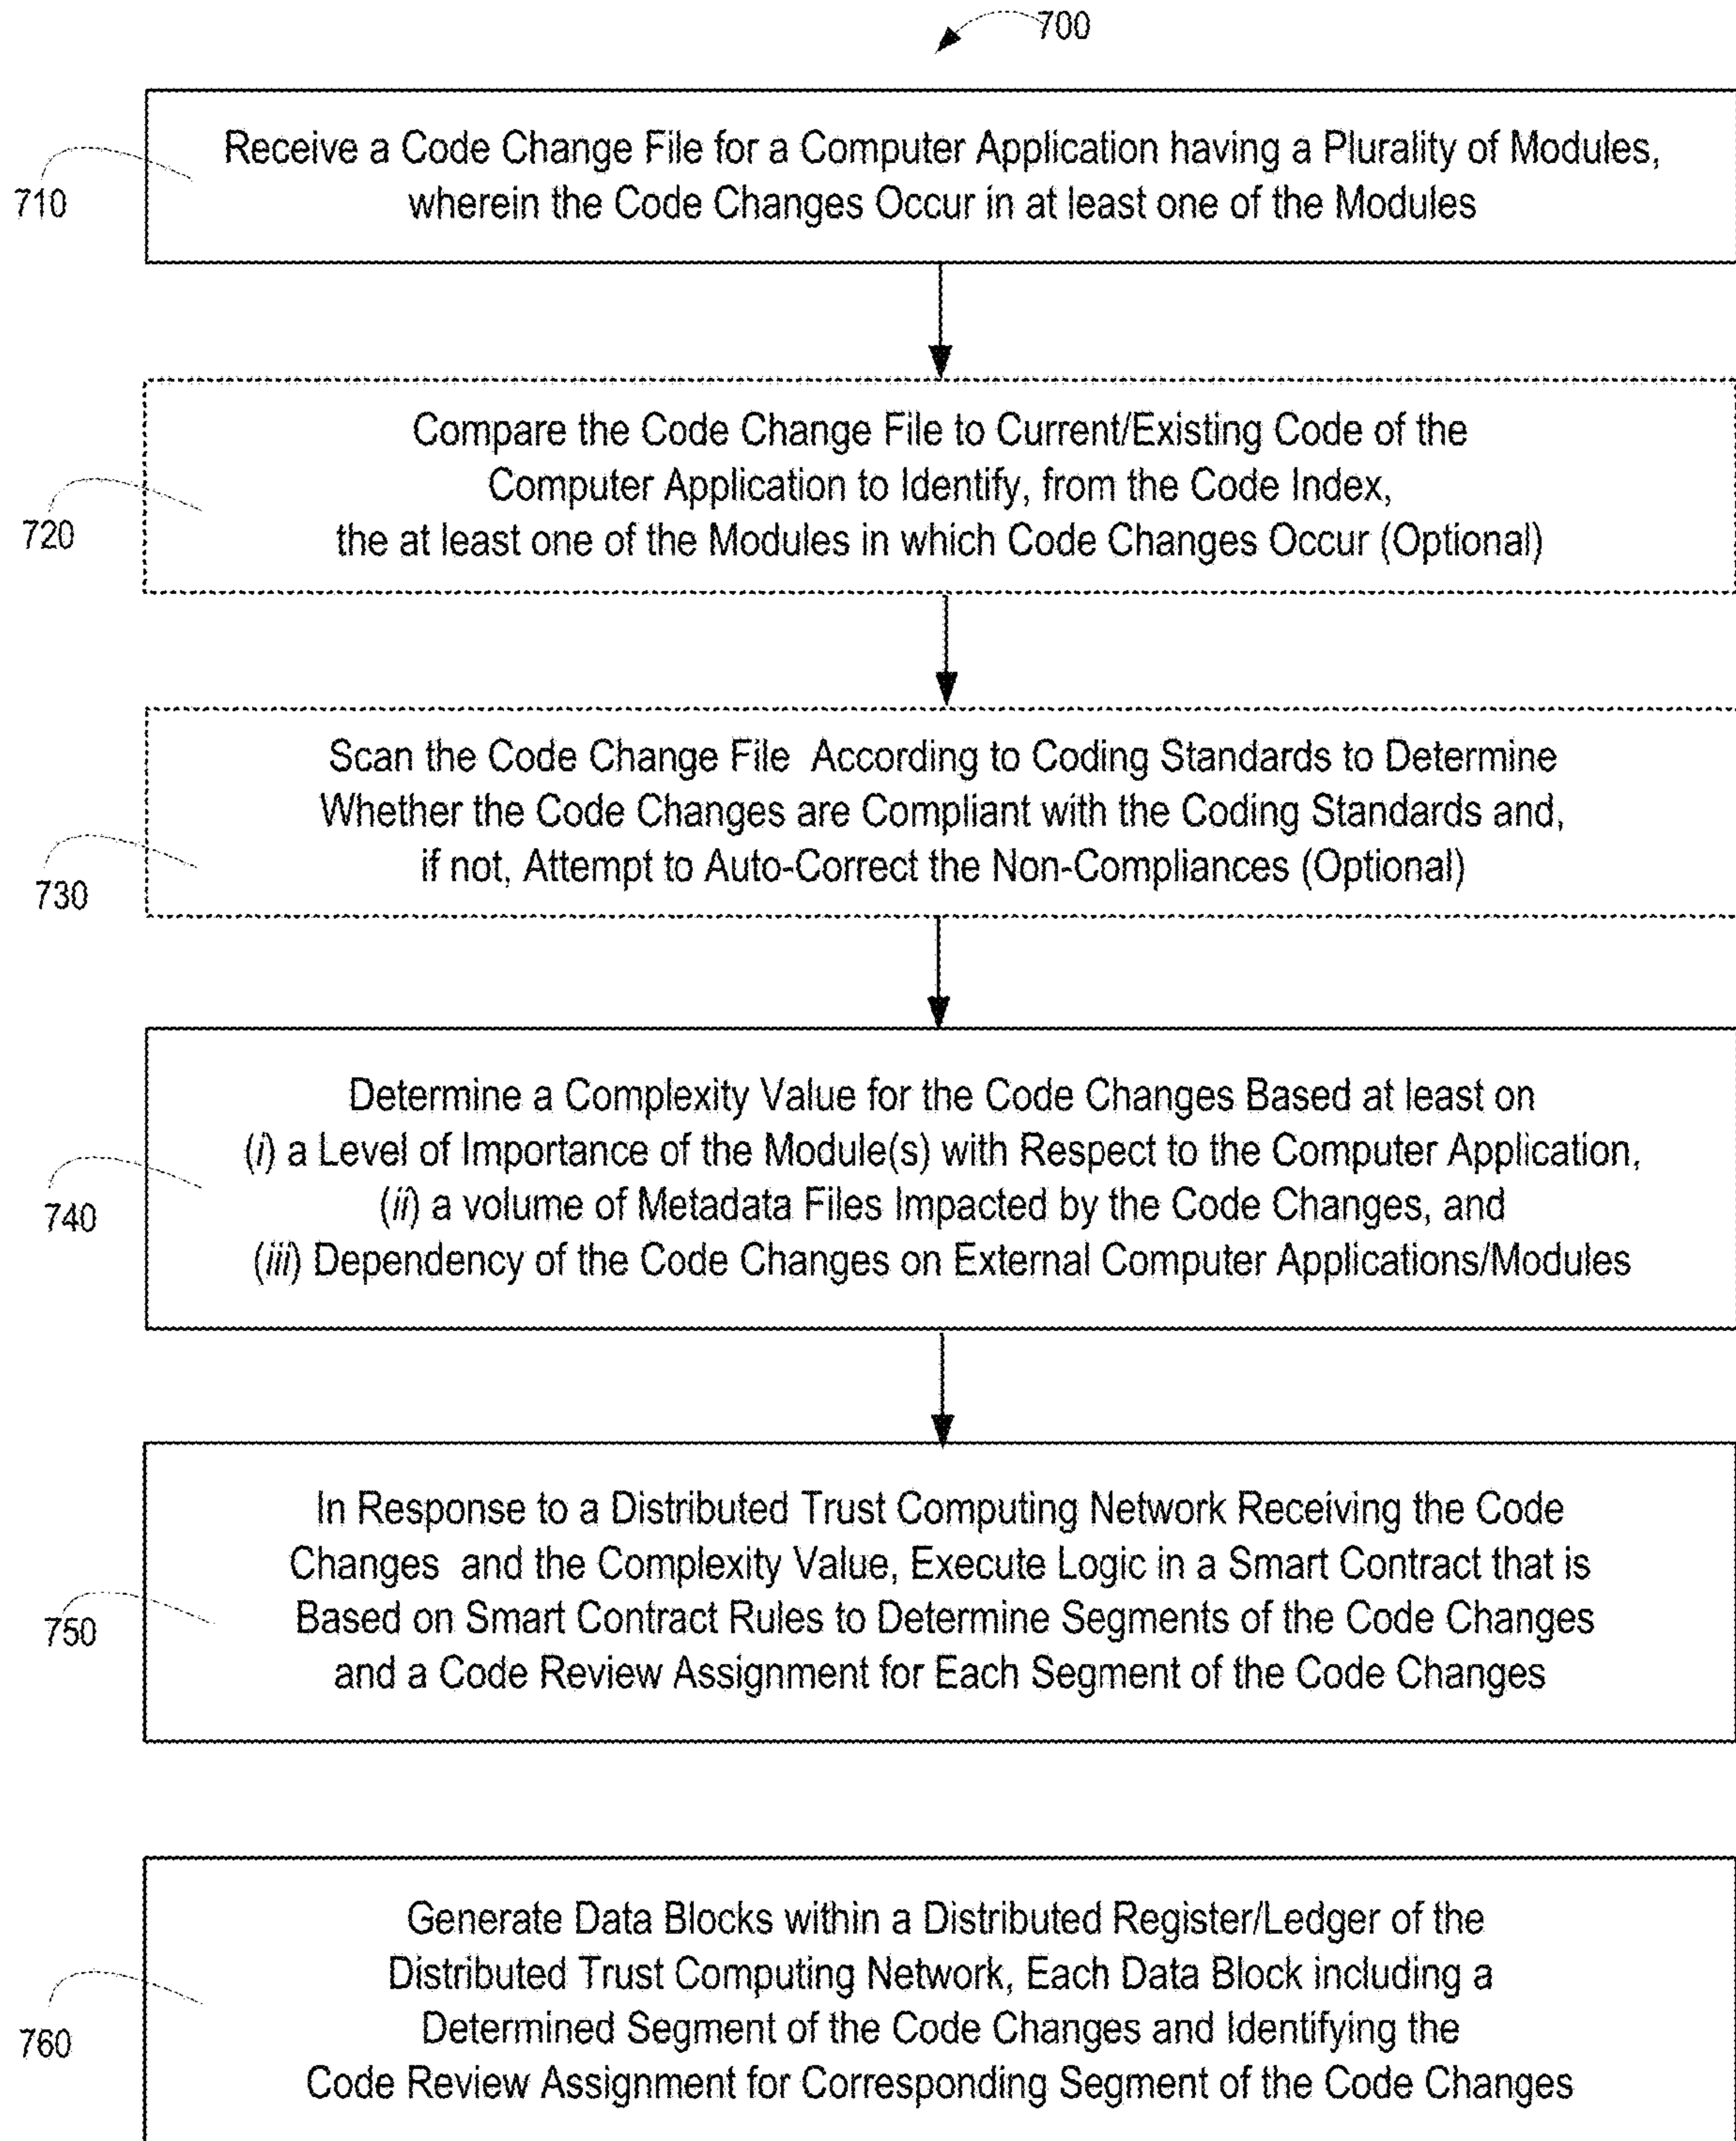 700
Receive a Code Change File for a Computer Application having a Plurality of Modules,
wherein the Code Changes Occur in at least one of the Modules
710
Compare the Code Change File to Current/Existing Code of the
Computer Application to Identify, from the Code Index,
the at least one of the Modules in which Code Changes Occur (Optional)
720
Scan the Code Change File According to Coding Standards to Determine
Whether the Code Changes are Compliant with the Coding Standards and,
if not, Attempt to Auto-Correct the Non-Compliances (Optional)
730
Determine a Complexity Value for the Code Changes Based at least on
(i) a Level of Importance of the Module(s) with Respect to the Computer Application,
(ii) a volume of Metadata Files Impacted by the Code Changes, and
(iii) Dependency of the Code Changes on External Computer Applications/Modules
740
In Response to a Distributed Trust Computing Network Receiving the Code
Changes and the Complexity Value, Execute Logic in a Smart Contract that is
Based on Smart Contract Rules to Determine Segments of the Code Changes
and a Code Review Assignment for Each Segment of the Code Changes
750
Generate Data Blocks within a Distributed Register/Ledger of the
Distributed Trust Computing Network, Each Data Block including a
Determined Segment of the Code Changes and Identifying the
Code Review Assignment for Corresponding Segment of the Code Changes
760